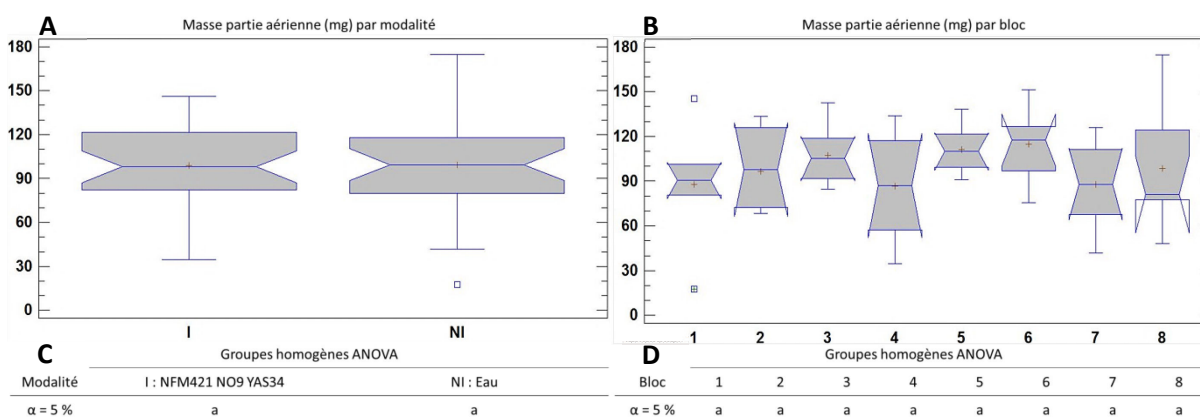 A
Masse partie aérienne (mg) par modalité
180
150
120
90
60
30
0
I NI
B
Masse partie aérienne (mg) par bloc
180
150
120
90
60
30
0
1 2 3 4 5 6 7 8
C
Groupes homogènes ANOVA
Modalité I : NFM421 NO9 YAS34 NI : Eau
α = 5 % a a
D
Groupes homogènes ANOVA
Bloc 1 2 3 4 5 6 7 8
α = 5 % a a a a a a a a